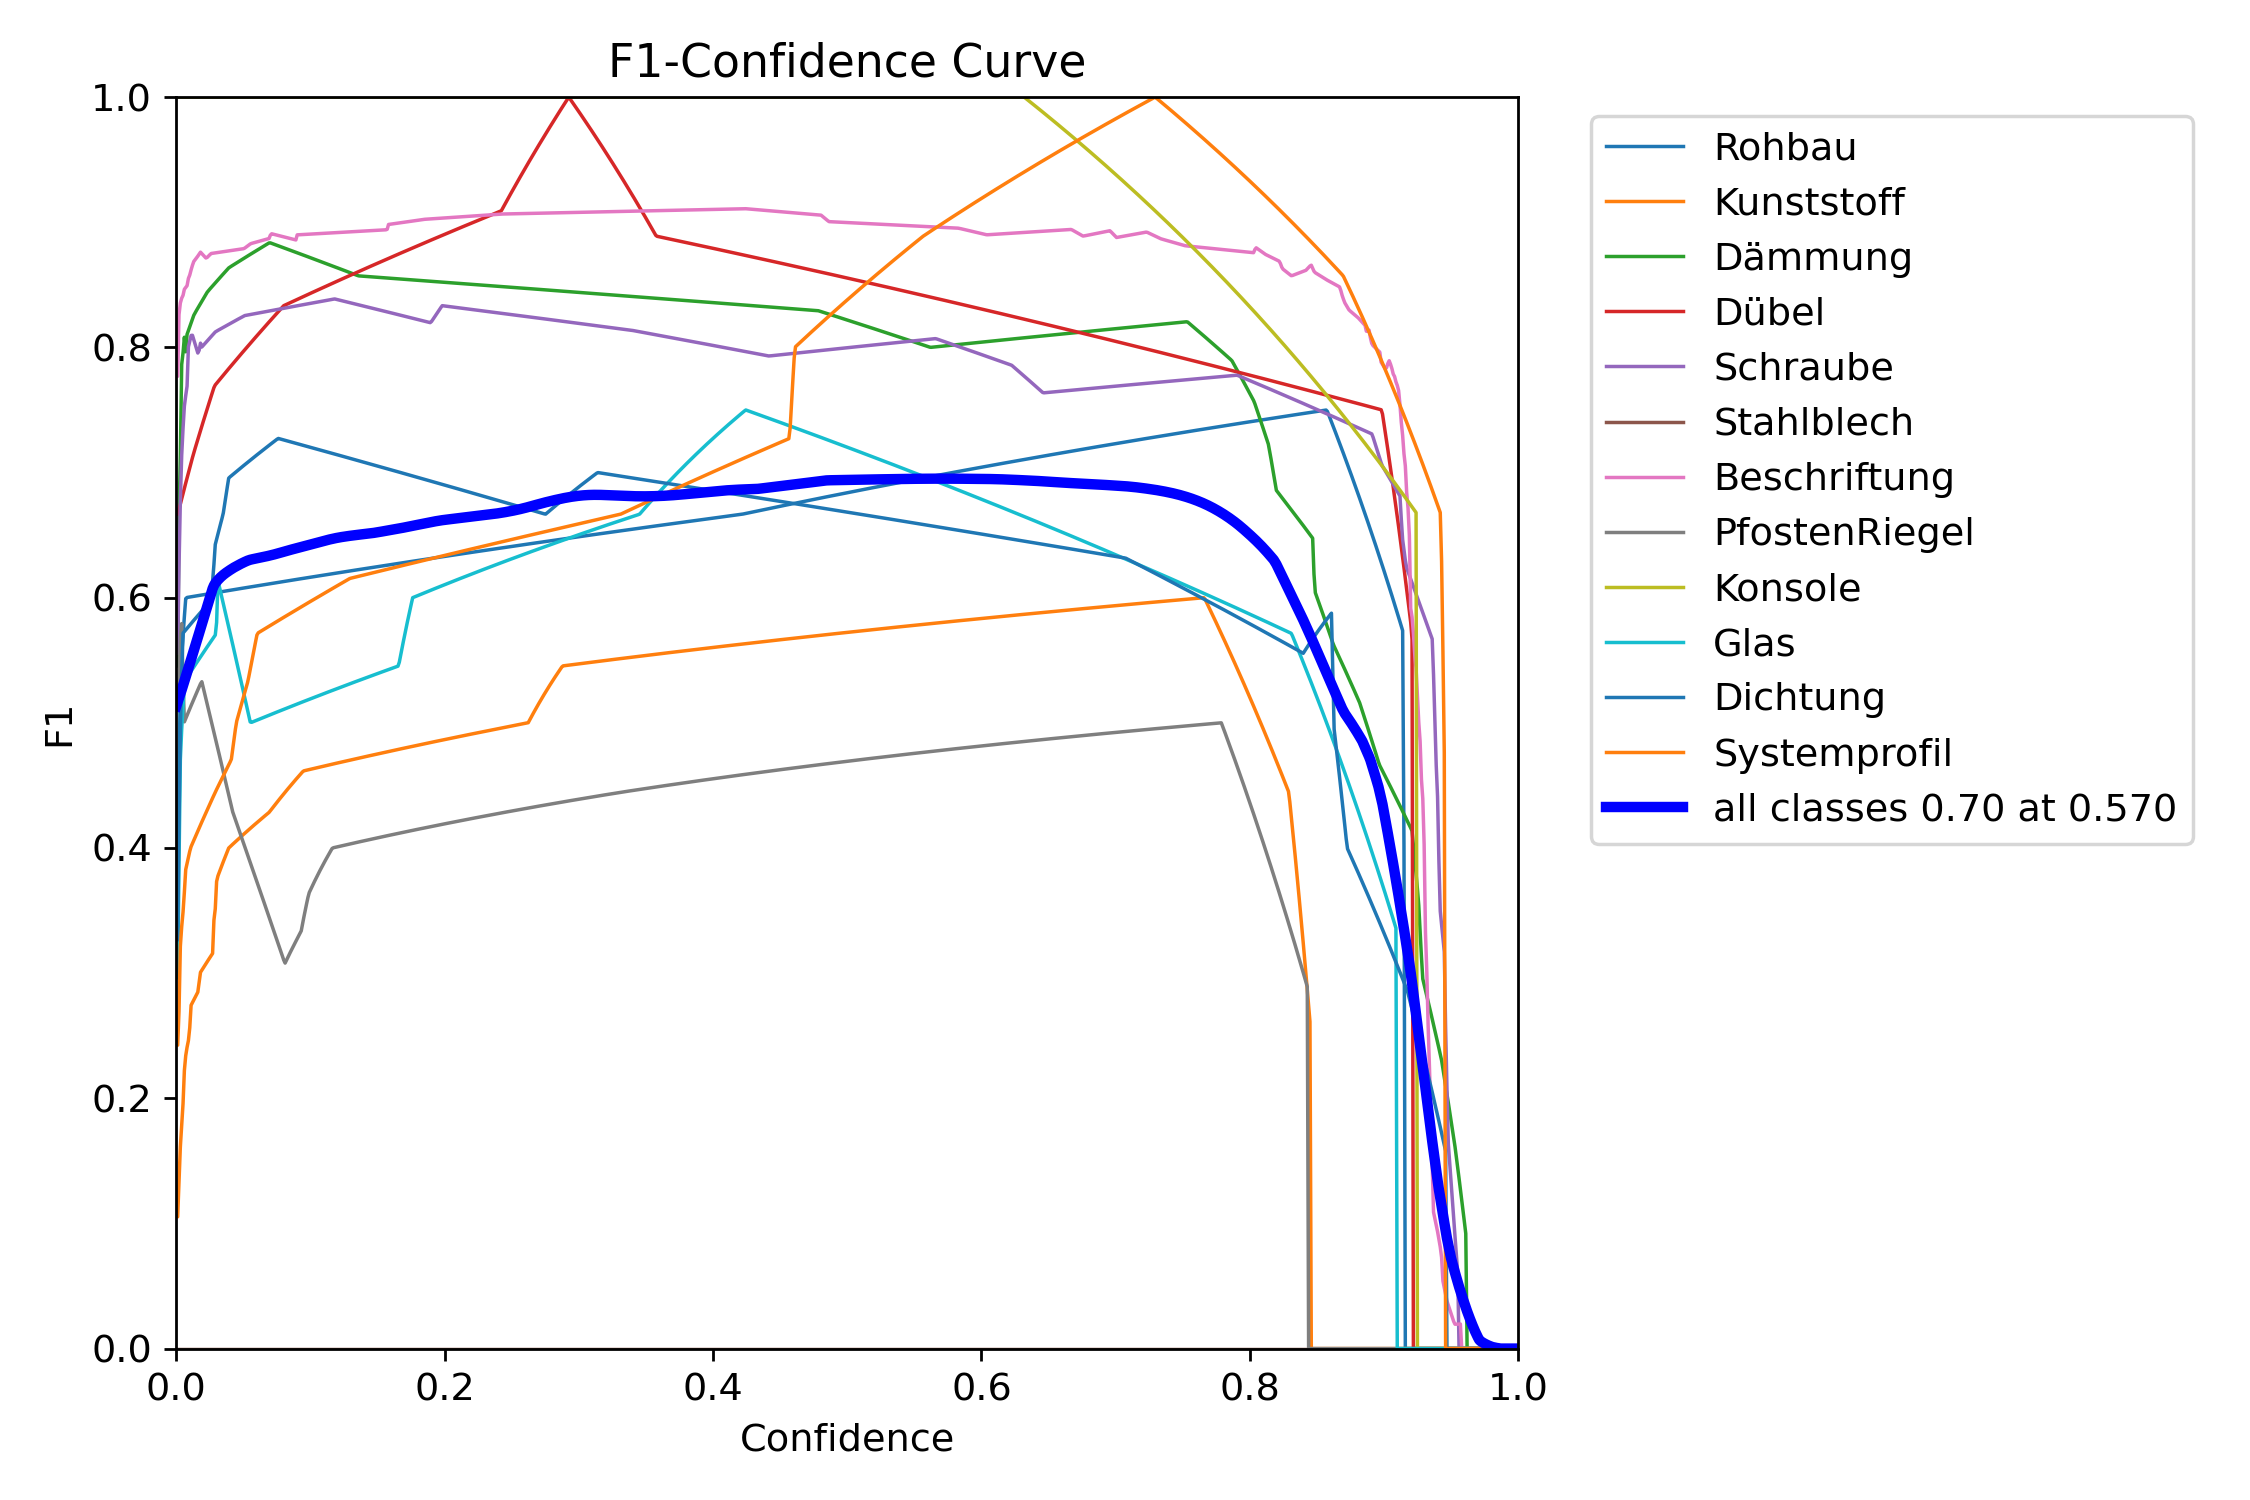 F1-Confidence Curve
1.0
0.8
0.6
0.4
0.2
0.0
F1
0.0 0.2 0.4 0.6 0.8 1.0
Confidence
Rohbau
Kunststoff
Dämmung
Dübel
Schraube
Stahlblech
Beschriftung
PfostenRiegel
Konsole
Glas
Dichtung
Systemprofil
all classes 0.70 at 0.570